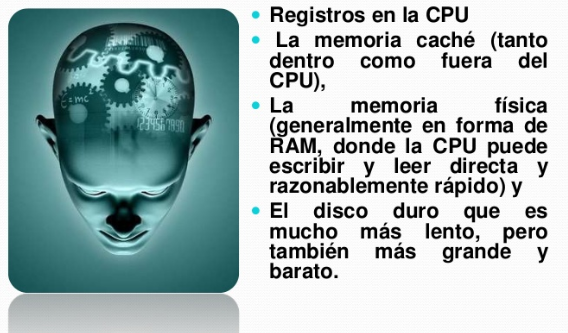 • Registros en la CPU
• La memoria caché (tanto
dentro como fuera del
CPU),
• La memoria física
(generalmente en forma de
RAM, donde la CPU puede
escribir y leer directa y
razonablemente rápido) y
• El disco duro que es
mucho más lento, pero
también más grande y
barato.